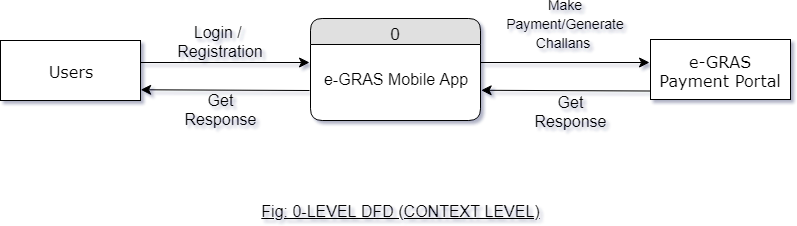 Make
Payment/Generate
Challans
Login /
Registration
0
e-GRAS
Payment Portal
Users
e-GRAS Mobile App
Get
Response
Get
Response
Fig: 0-LEVEL DFD (CONTEXT LEVEL)